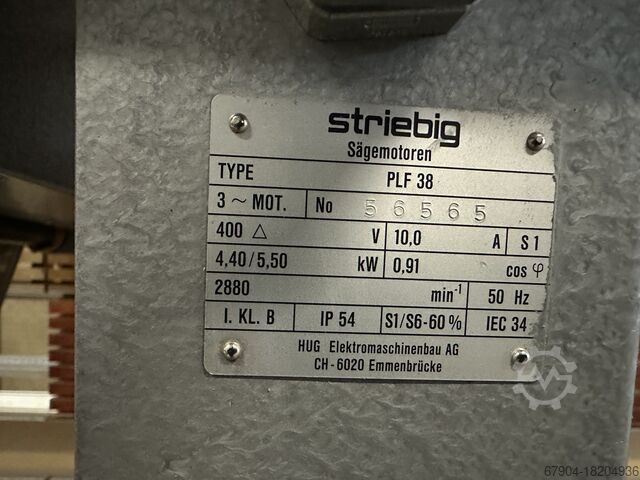 striebig
Sägemotoren
TYPE PLF 38
3 ~ MOT. No 56565
400 △ V 10,0 A S 1
4,40/5,50 kW 0,91 cos φ
2880 min⁻¹ 50 Hz
I. KL. B IP 54 S1/S6-60% IEC 34
HUG Elektromaschinenbau AG
CH-6020 Emmenbrücke
67904-18204936